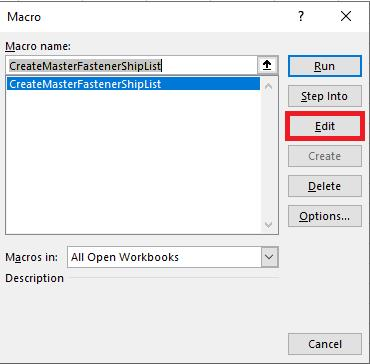 Macro
?
Macro name:
CreateMasterFastenerShipList
CreateMasterFastenerShipList
Run
Step Into
Edit
Create
Delete
Options...
Macros in:
All Open Workbooks
Description
Cancel